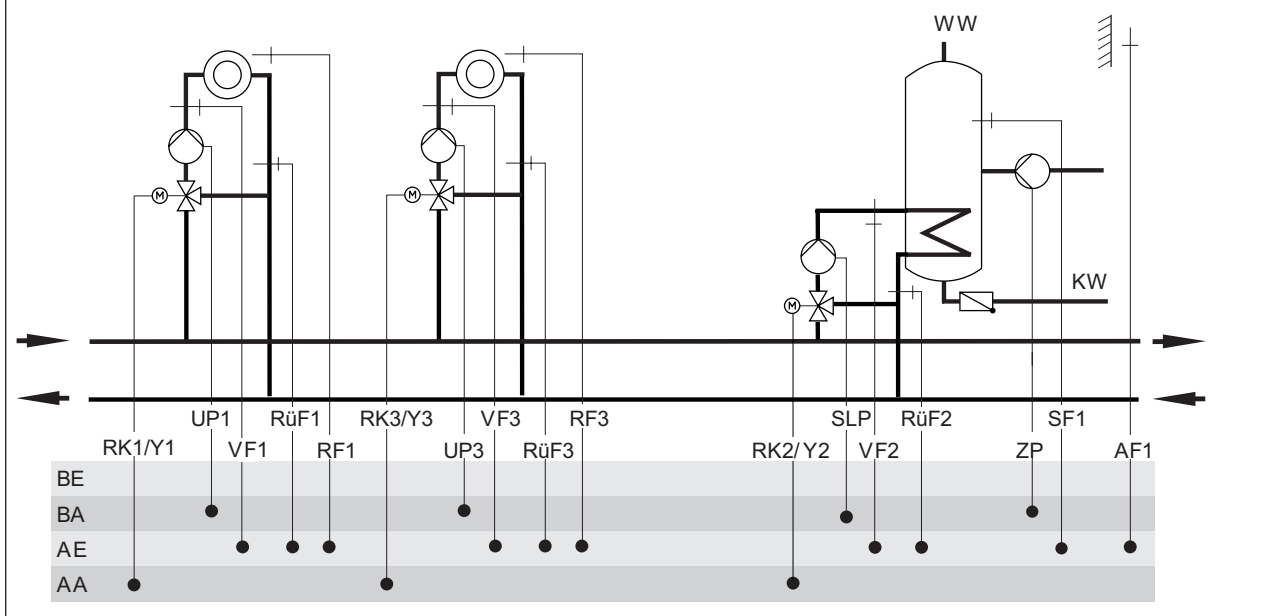 WW
M
M
KW
M
UP1 RüF1 RK3/Y3 VF3 RF3 SLP RüF2 SF1
RK1/Y1 VF1 RF1 UP3 RüF3 RK2/Y2 VF2 ZP AF1
BE
BA
AE
AA